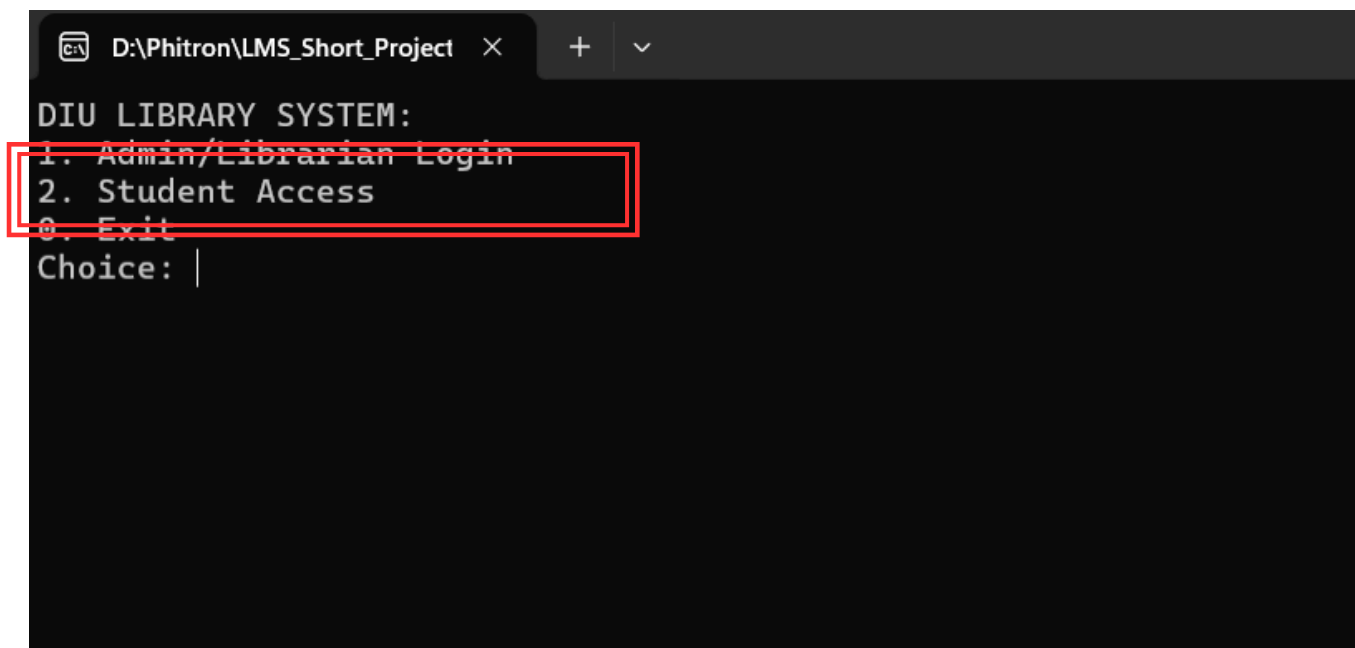 D:\Phitron\LMS_Short_Project
DIU LIBRARY SYSTEM:
1. Admin/Librarian Login
2. Student Access
0. Exit
Choice: